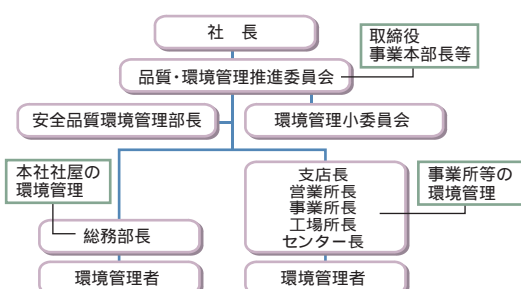 社　長
取締役
事業本部長等
品質・環境管理推進委員会
安全品質環境管理部長
環境管理小委員会
本社社屋の
環境管理
総務部長
支店長
営業所長
事業所長
工場所長
センター長
事業所等の
環境管理
環境管理者
環境管理者